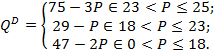 Q^D = { 75 − 3P ∈ 23 < P ≤ 25;
29 − P ∈ 18 < P ≤ 23;
47 − 2P ∈ 0 < P ≤ 18.